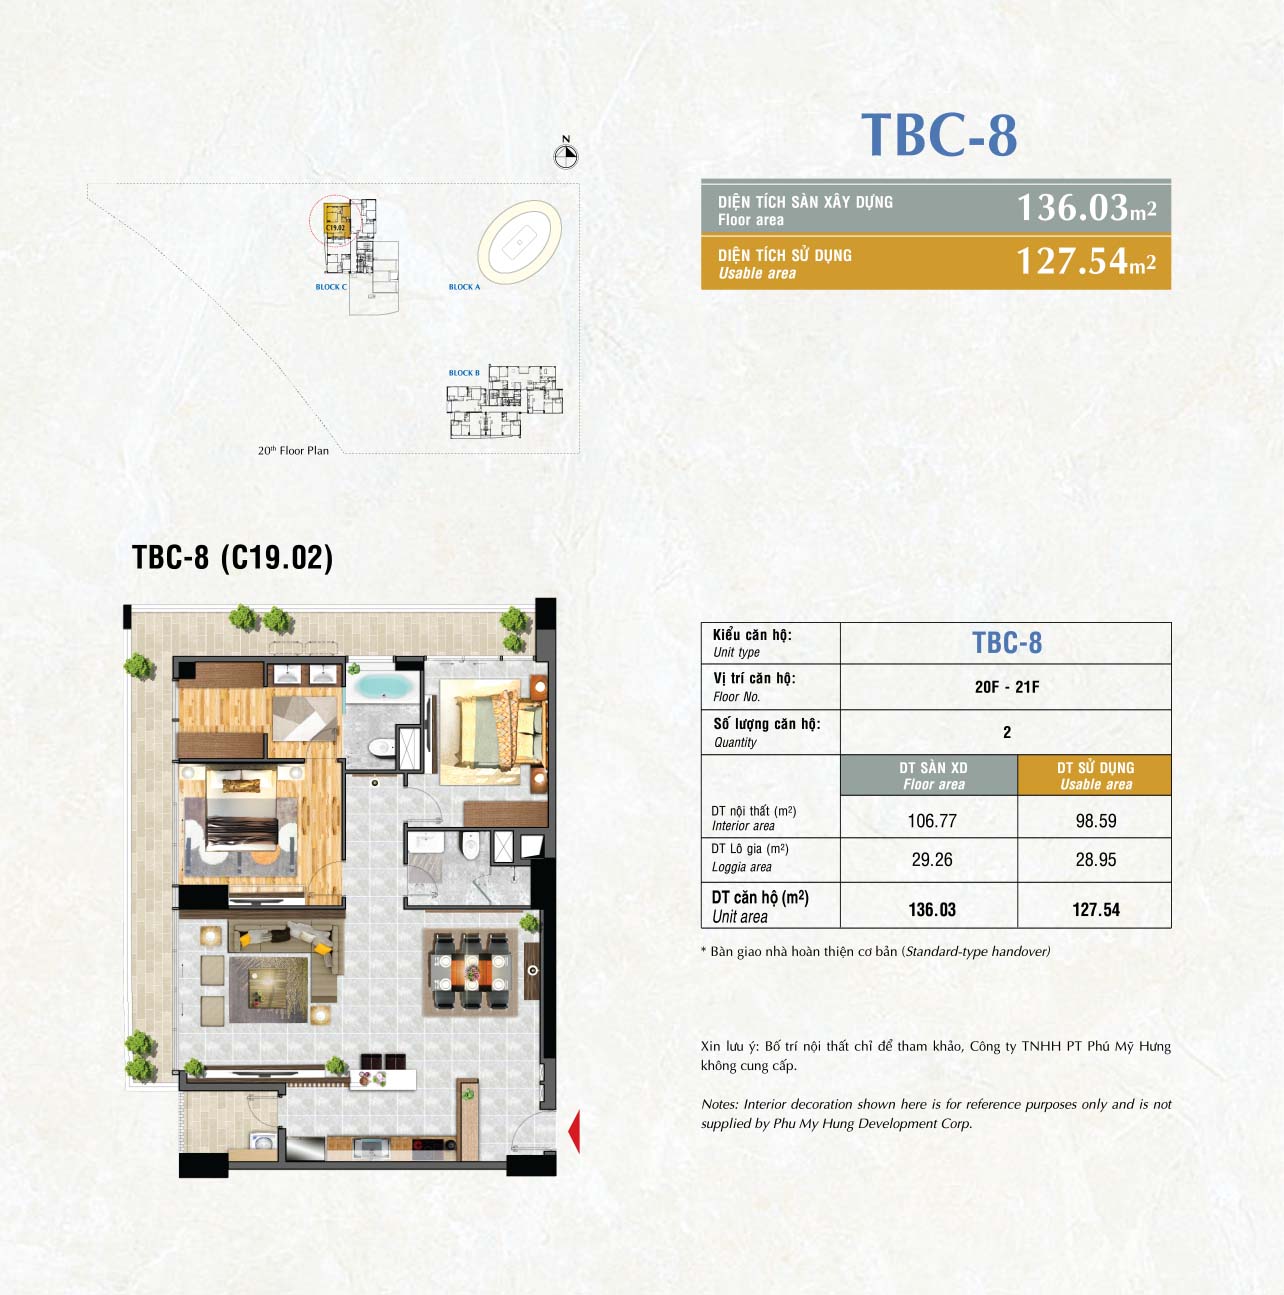 TBC-8
DIỆN TÍCH SÀN XÂY DỰNG
Floor area
136.03m2
DIỆN TÍCH SỬ DỤNG
Usable area
127.54m2
N
C19.02
BLOCK C
BLOCK A
BLOCK B
20th Floor Plan
TBC-8 (C19.02)
Kiểu căn hộ:
Unit type
TBC-8
Vị trí căn hộ:
Floor No.
20F - 21F
Số lượng căn hộ:
Quantity
2
DT SÀN XD
Floor area
DT SỬ DỤNG
Usable area
DT nội thất (m2)
Interior area
106.77
98.59
DT Lô gia (m2)
Loggia area
29.26
28.95
DT căn hộ (m2)
Unit area
136.03
127.54
* Bàn giao nhà hoàn thiện cơ bản (Standard-type handover)
Xin lưu ý: Bố trí nội thất chỉ để tham khảo, Công ty TNHH PT Phú Mỹ Hưng
không cung cấp.
Notes: Interior decoration shown here is for reference purposes only and is not
supplied by Phu My Hung Development Corp.